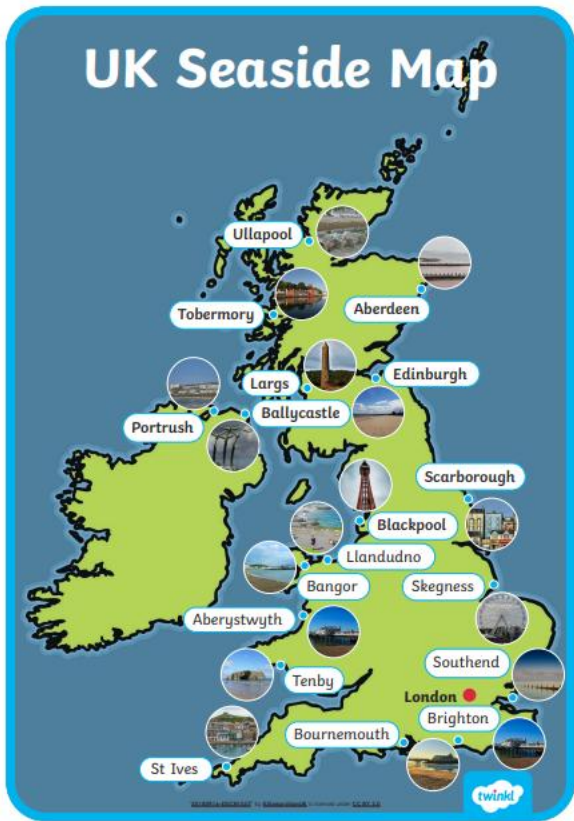 UK Seaside Map
Ullapool
Tobermory
Aberdeen
Largs
Edinburgh
Ballycastle
Portrush
Scarborough
Blackpool
Llandudno
Bangor
Skegness
Aberystwyth
Southend
Tenby
London
Brighton
Bournemouth
St Ives
twinkl